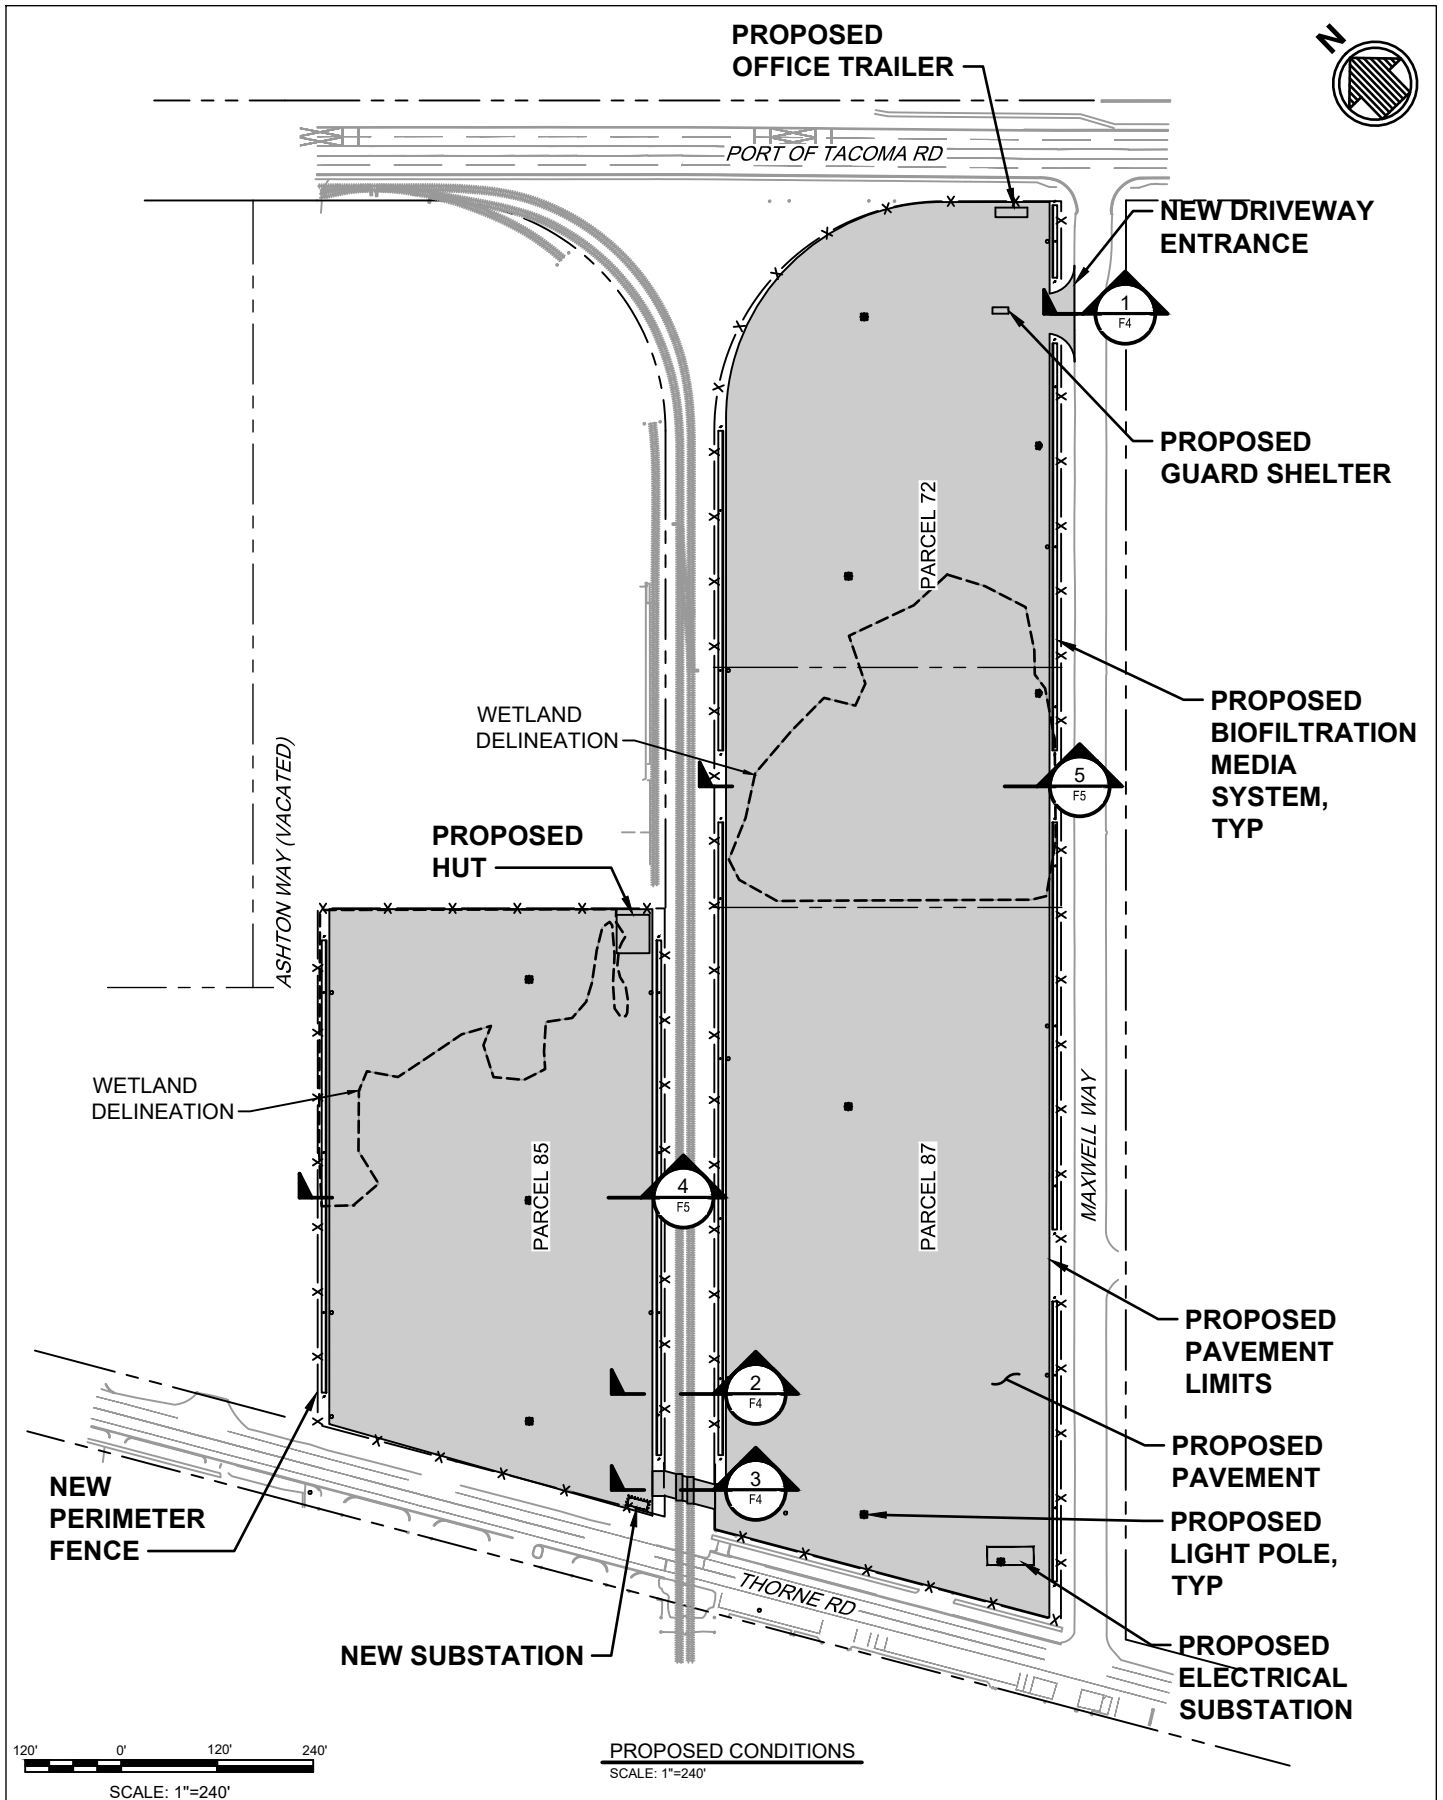 PROPOSED
OFFICE TRAILER
N
PORT OF TACOMA RD
NEW DRIVEWAY
ENTRANCE
1
F4
PROPOSED
GUARD SHELTER
PARCEL 72
PROPOSED
BIOFILTRATION
MEDIA
SYSTEM,
TYP
WETLAND
DELINEATION
ASHTON WAY (VACATED)
5
F5
PROPOSED
HUT
WETLAND
DELINEATION
MAXWELL WAY
PARCEL 85
PARCEL 87
4
F5
PROPOSED
PAVEMENT
LIMITS
2
F4
PROPOSED
PAVEMENT
NEW
PERIMETER
FENCE
3
F4
PROPOSED
LIGHT POLE,
TYP
THORNE RD
NEW SUBSTATION
PROPOSED
ELECTRICAL
SUBSTATION
120' 0' 120' 240'
SCALE: 1"=240'
PROPOSED CONDITIONS
SCALE: 1"=240'